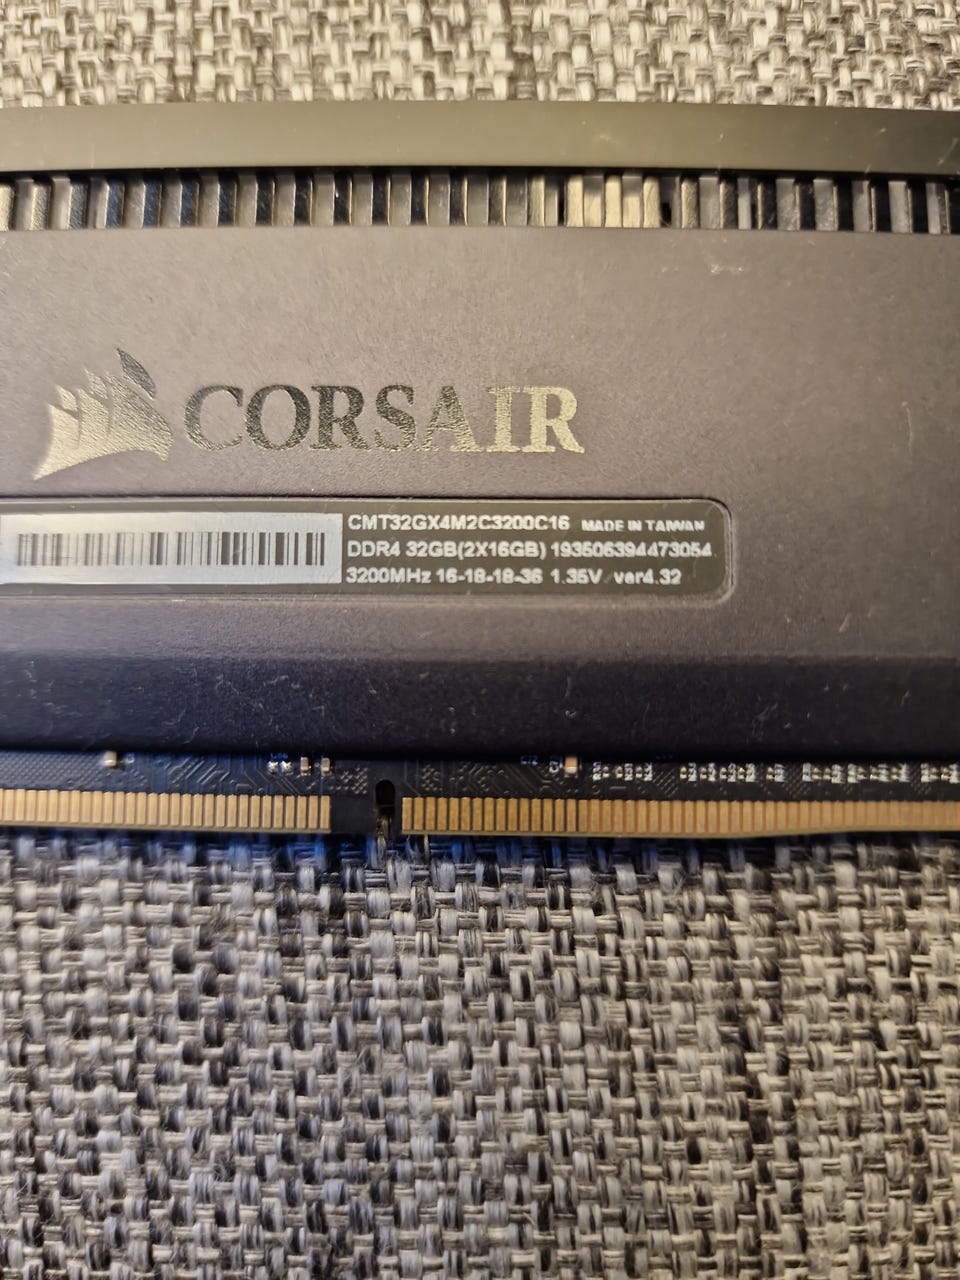 CORSAIR
CMT32GX4M2C3200C16 MADE IN TAIWAN
DDR4 32GB(2X16GB) 193506394473054
3200MHz 16-18-18-36 1.35V ver4.32